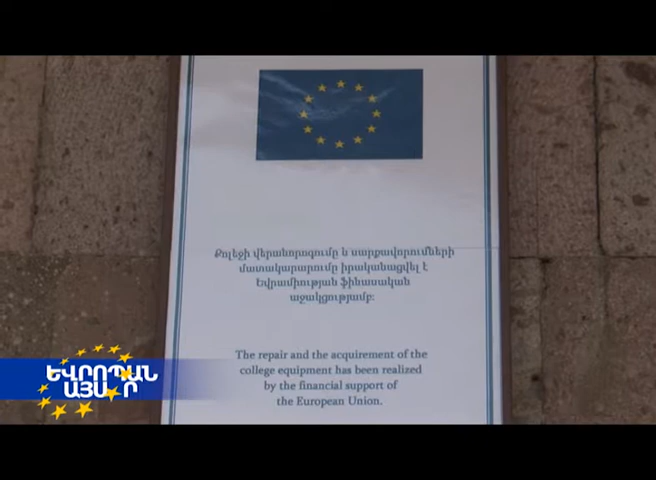 Քոլեջի վերանորոգումը և սարքավորումների
մատակարարումը իրականացվել է
Եվրամիության ֆինասական
աջակցությամբ։
The repair and the acquirement of the
college equipment has been realized
by the financial support of
the European Union.
ԵՎՐՈՊԱՆ
ԱՅՍՕՐ